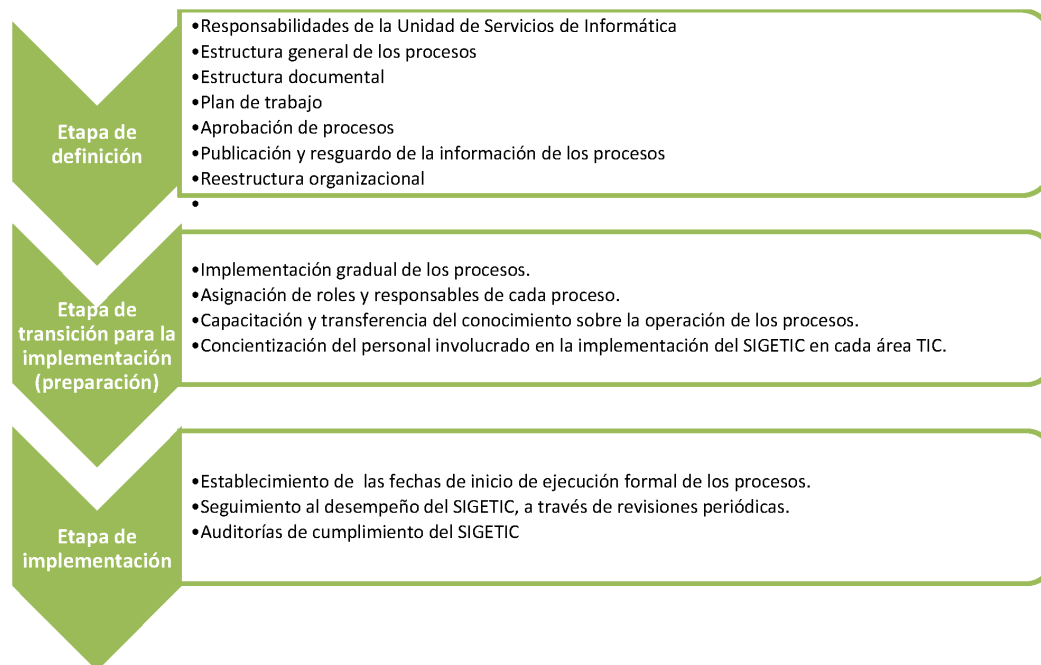 Etapa de
definición
•Responsabilidades de la Unidad de Servicios de Informática
•Estructura general de los procesos
•Estructura documental
•Plan de trabajo
•Aprobación de procesos
•Publicación y resguardo de la información de los procesos
•Reestructura organizacional
•
Etapa de
transición para la
implementación
(preparación)
•Implementación gradual de los procesos.
•Asignación de roles y responsables de cada proceso.
•Capacitación y transferencia del conocimiento sobre la operación de los procesos.
•Concientización del personal involucrado en la implementación del SIGETIC en cada área TIC.
Etapa de
implementación
•Establecimiento de  las fechas de inicio de ejecución formal de los procesos.
•Seguimiento al desempeño del SIGETIC, a través de revisiones periódicas.
•Auditorías de cumplimiento del SIGETIC